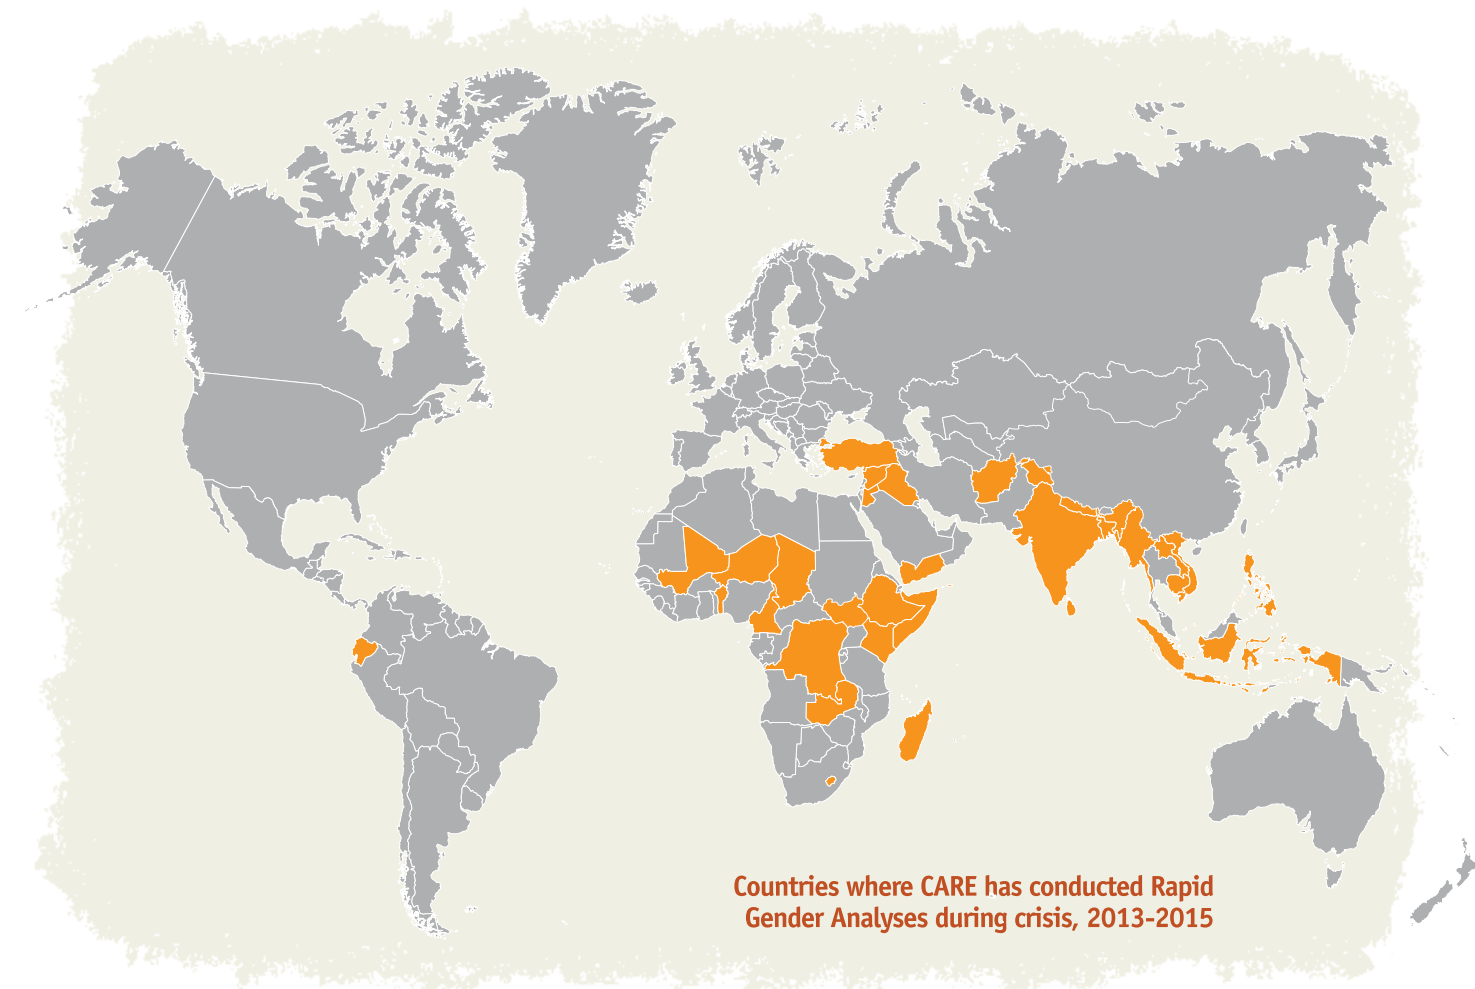 Countries where CARE has conducted Rapid
Gender Analyses during crisis, 2013-2015